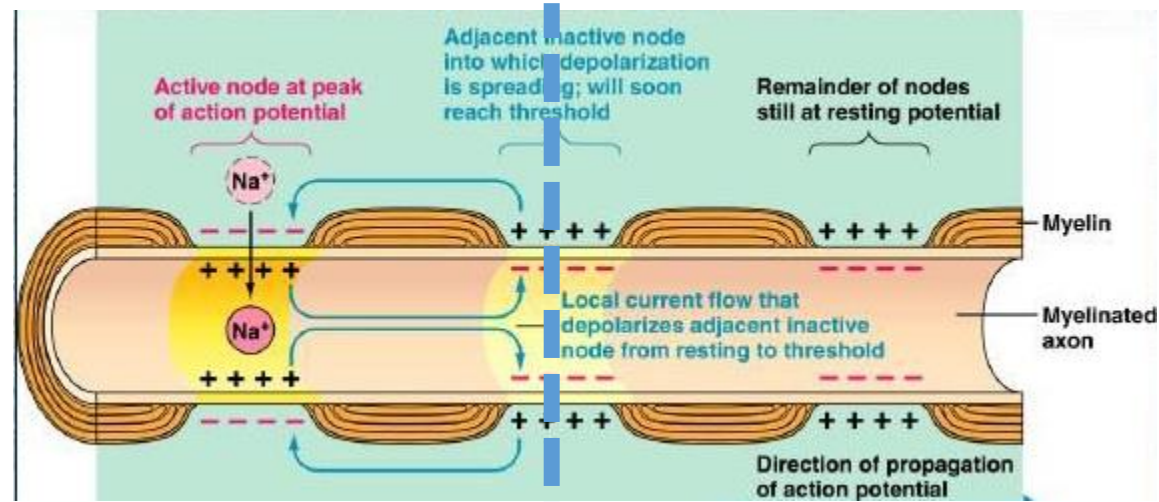 Active node at peak
of action potential
Adjacent inactive node
into which depolarization
is spreading; will soon
reach threshold
Remainder of nodes
still at resting potential
Na⁺
− − − − −
+ + + +
+ + + +
Myelin
+ + + +
− − − − −
− − − −
Na⁺
Local current flow that
depolarizes adjacent inactive
node from resting to threshold
Myelinated
axon
+ + + +
− − − − −
− − − −
− − − −
+ + + +
+ + + +
Direction of propagation
of action potential